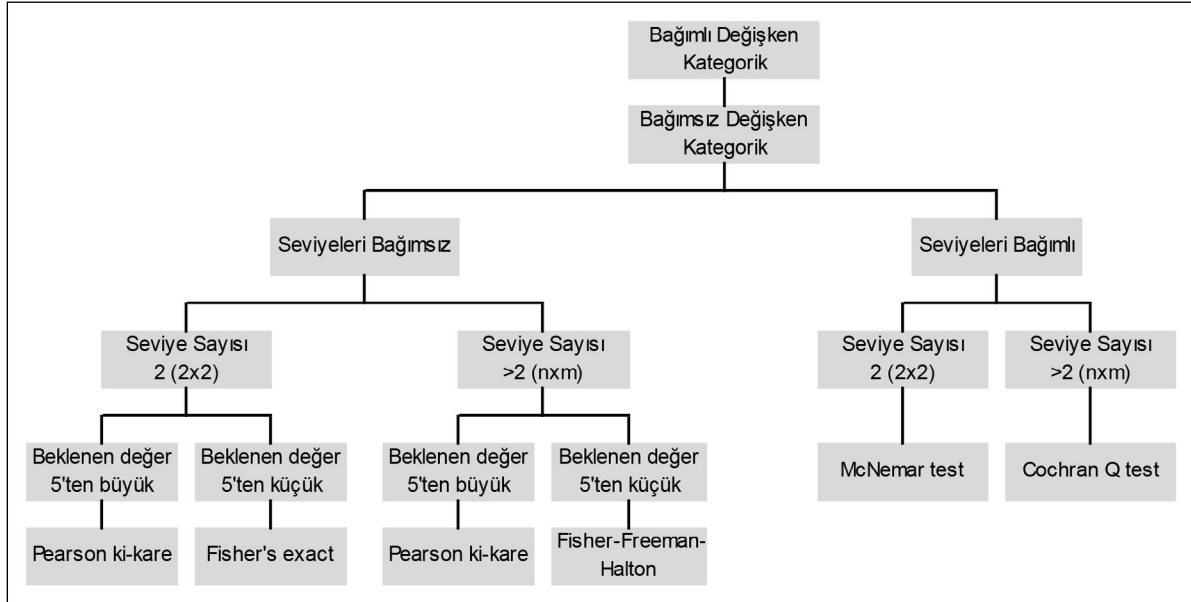 Bağımlı Değişken
Kategorik
Bağımsız Değişken
Kategorik
Seviyeleri Bağımsız
Seviyeleri Bağımlı
Seviye Sayısı
2 (2x2)
Seviye Sayısı
>2 (nxm)
Seviye Sayısı
2 (2x2)
Seviye Sayısı
>2 (nxm)
Beklenen değer
5'ten büyük
Beklenen değer
5'ten küçük
Beklenen değer
5'ten büyük
Beklenen değer
5'ten küçük
McNemar test
Cochran Q test
Pearson ki-kare
Fisher's exact
Pearson ki-kare
Fisher-Freeman-
Halton